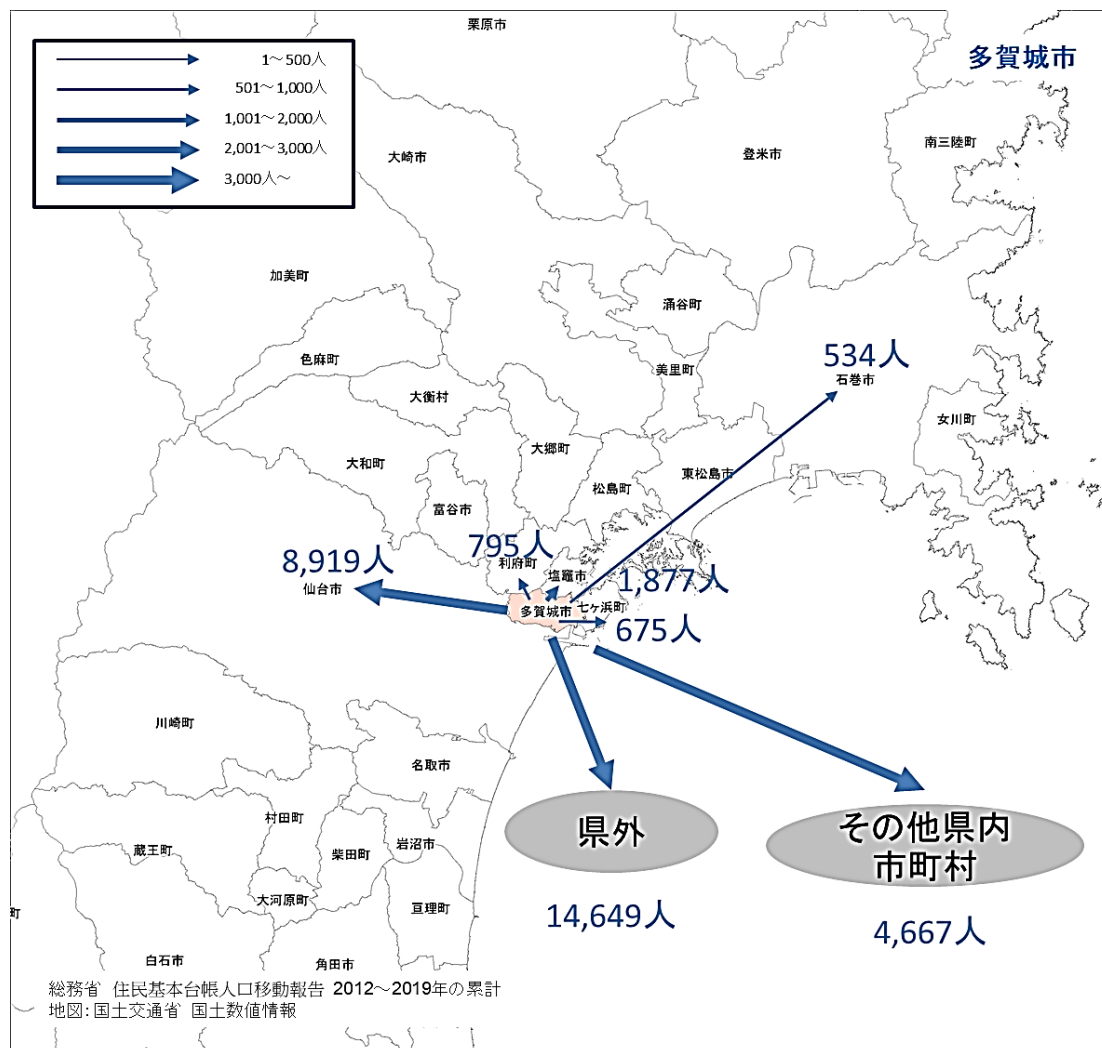 栗原市
多賀城市
1～500人
501～1,000人
1,001～2,000人
2,001～3,000人
3,000人～
大崎市
登米市
南三陸町
加美町
涌谷町
色麻町
美里町
534人
石巻市
大衡村
女川町
大郷町
大和町
東松島市
松島町
富谷市
795人
利府町
8,919人
仙台市
塩竈市
1,877人
多賀城市
七ヶ浜町
675人
川崎町
名取市
村田町
県外
その他県内
市町村
蔵王町
柴田町
岩沼市
大河原町
亘理町
町
14,649人
4,667人
白石市
角田市
総務省 住民基本台帳人口移動報告 2012～2019年の累計
地図：国土交通省 国土数値情報